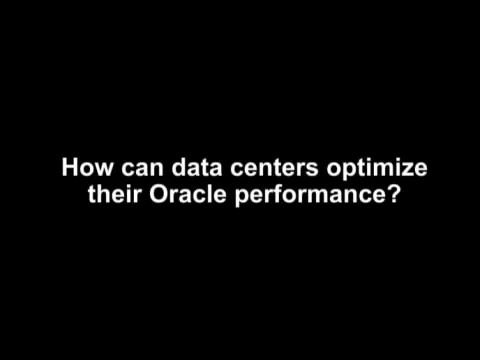 How can data centers optimize
their Oracle performance?